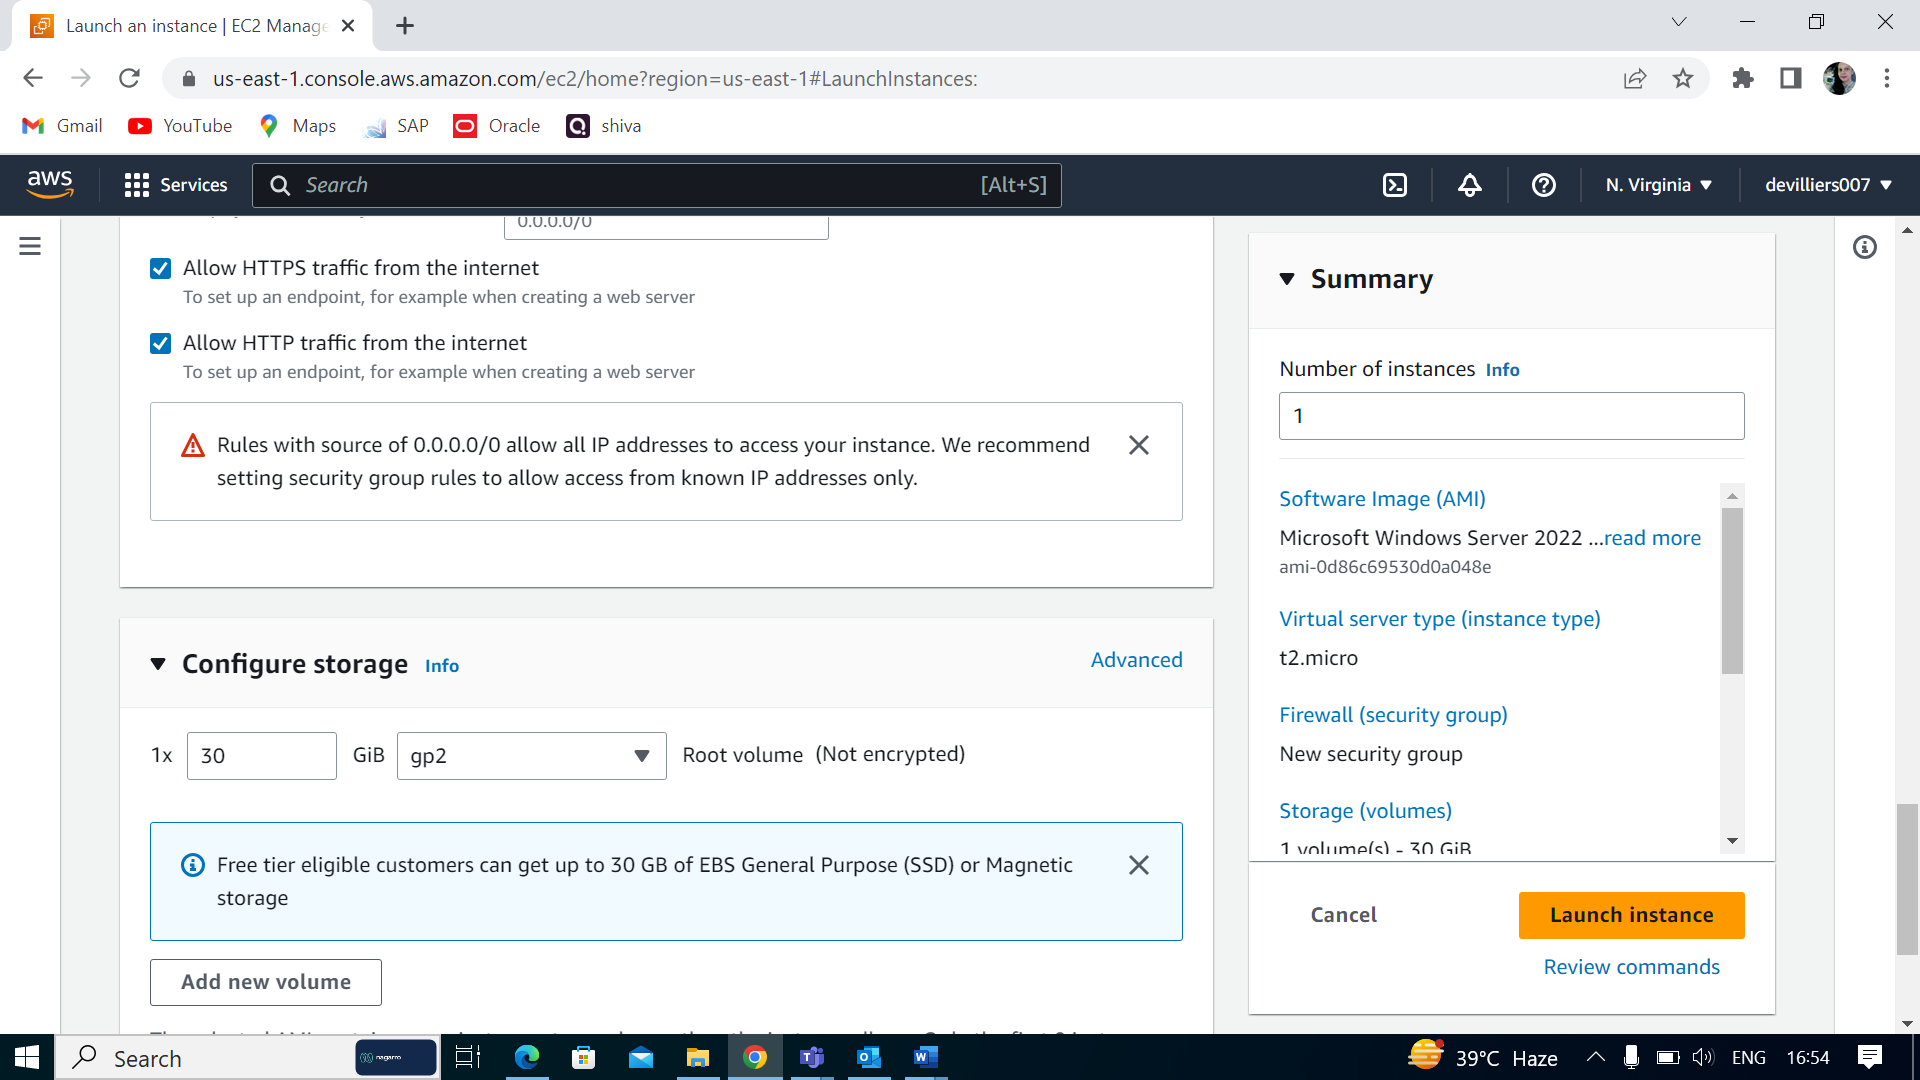 Launch an instance | EC2 Manage
us-east-1.console.aws.amazon.com/ec2/home?region=us-east-1#LaunchInstances:
Gmail
YouTube
Maps
SAP
Oracle
shiva
aws
Services
Search
[Alt+S]
N. Virginia
devilliers007
0.0.0.0/0
Allow HTTPS traffic from the internet
To set up an endpoint, for example when creating a web server
Allow HTTP traffic from the internet
To set up an endpoint, for example when creating a web server
Rules with source of 0.0.0.0/0 allow all IP addresses to access your instance. We recommend
setting security group rules to allow access from known IP addresses only.
Configure storage Info
Advanced
1x
30
GiB
gp2
Root volume (Not encrypted)
Free tier eligible customers can get up to 30 GB of EBS General Purpose (SSD) or Magnetic
storage
Add new volume
Summary
Number of instances Info
1
Software Image (AMI)
Microsoft Windows Server 2022 ...read more
ami-0d86c69530d0a048e
Virtual server type (instance type)
t2.micro
Firewall (security group)
New security group
Storage (volumes)
1 volume(s) - 30 GiB
Cancel
Launch instance
Review commands
Search
nagarro
39°C Haze
ENG
16:54